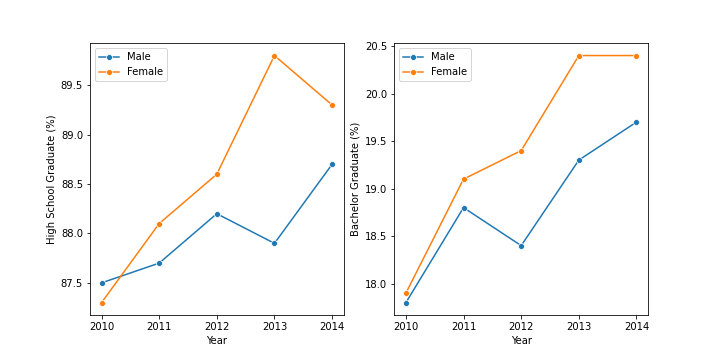 Male
Female
High School Graduate (%)
89.5
89.0
88.5
88.0
87.5
2010 2011 2012 2013 2014
Year
Male
Female
Bachelor Graduate (%)
20.5
20.0
19.5
19.0
18.5
18.0
2010 2011 2012 2013 2014
Year